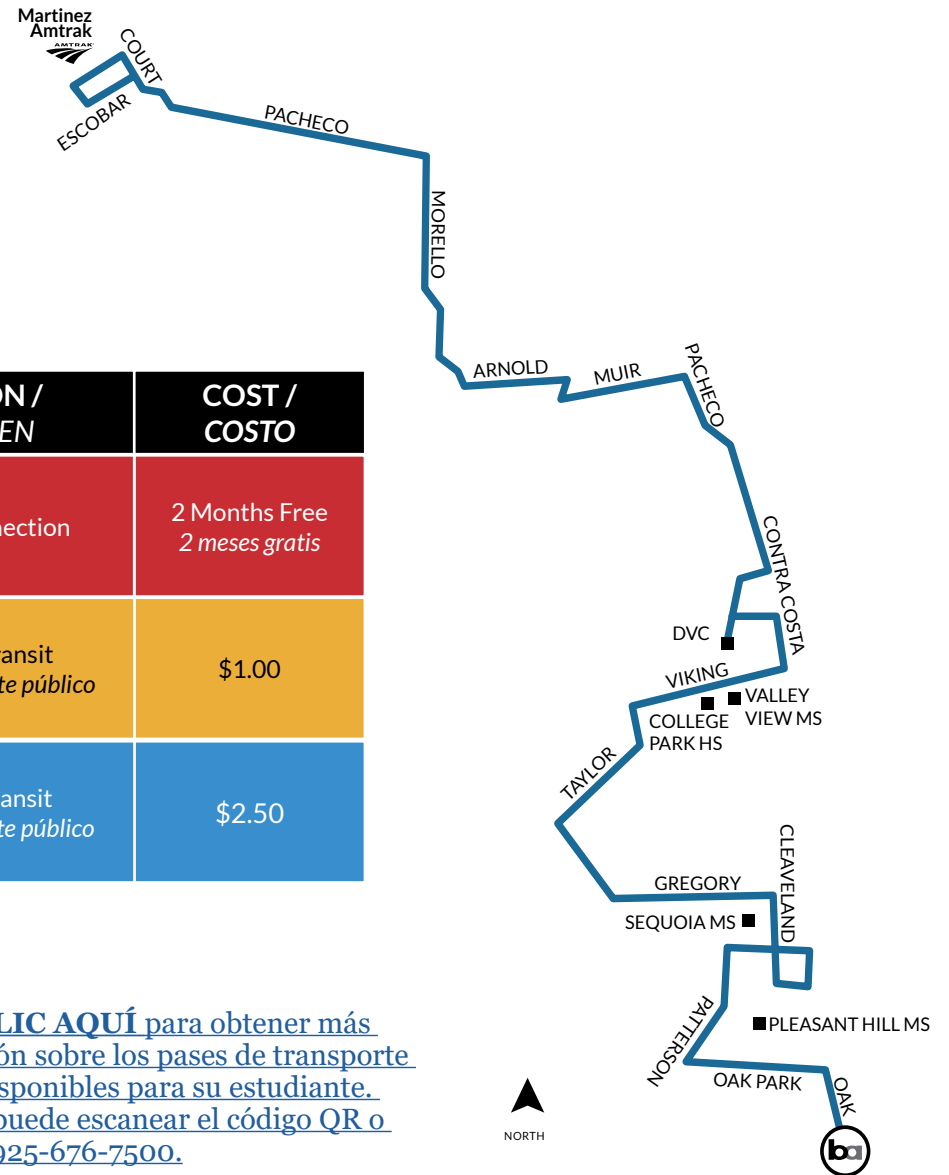 Martinez
Amtrak
AMTRAK
COURT
ESCOBAR
PACHECO
MORELLO
ARNOLD
MUIR
PACHECO
CONTRA COSTA
DVC
VIKING
VALLEY
VIEW MS
COLLEGE
PARK HS
TAYLOR
CLEAVELAND
GREGORY
SEQUOIA MS
PATTERSON
PLEASANT HILL MS
OAK PARK
OAK
ba
NORTH
ON /
EN
COST /
COSTO
nection
2 Months Free
2 meses gratis
ransit
te público
$1.00
ansit
te público
$2.50
LIC AQUÍ para obtener más
ón sobre los pases de transporte
sponibles para su estudiante.
puede escanear el código QR o
925-676-7500.